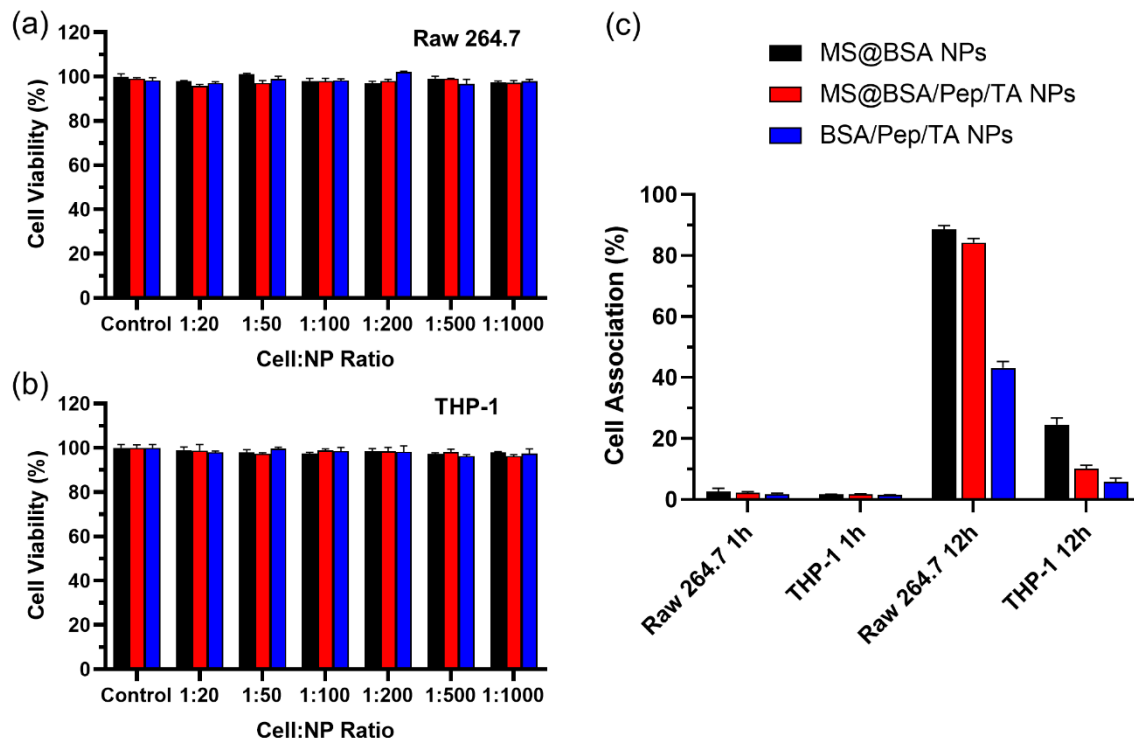 (a)
Raw 264.7
Cell Viability (%)
120
100
80
60
40
20
0
Control 1:20 1:50 1:100 1:200 1:500 1:1000
Cell:NP Ratio
(b)
THP-1
Cell Viability (%)
120
100
80
60
40
20
0
Control 1:20 1:50 1:100 1:200 1:500 1:1000
Cell:NP Ratio
(c)
MS@BSA NPs
MS@BSA/Pep/TA NPs
BSA/Pep/TA NPs
Cell Association (%)
100
80
60
40
20
0
Raw 264.7 1h
THP-1 1h
Raw 264.7 12h
THP-1 12h